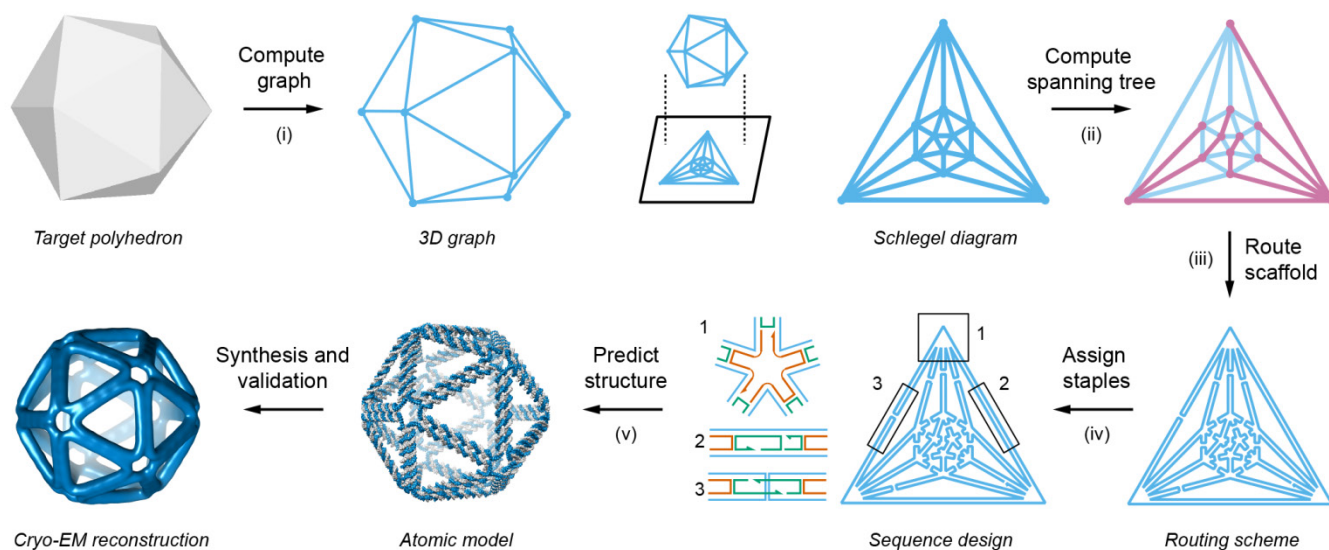 Compute
graph
(i)
Compute
spanning tree
(ii)
Target polyhedron
3D graph
Schlegel diagram
(iii)
Route
scaffold
Synthesis and
validation
Predict
structure
(v)
1
2
3
1
2
3
Assign
staples
(iv)
Cryo-EM reconstruction
Atomic model
Sequence design
Routing scheme